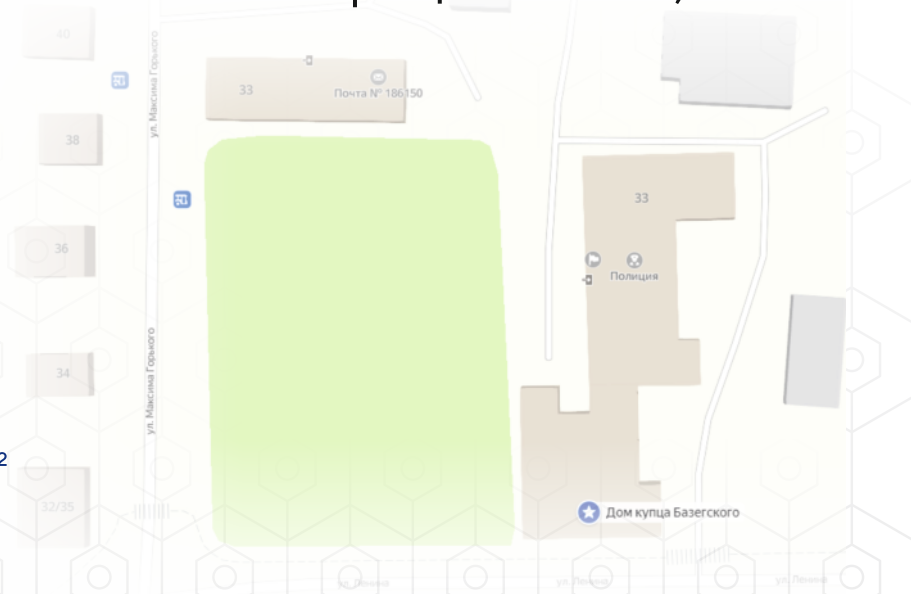 40
ул. Максима Горького
33
Почта № 186150
38
33
36
Полиция
34
ул. Максима Горького
2
32/35
Дом купца Базегского
ул. Ленина
ул. Ленина
ул. Ленина